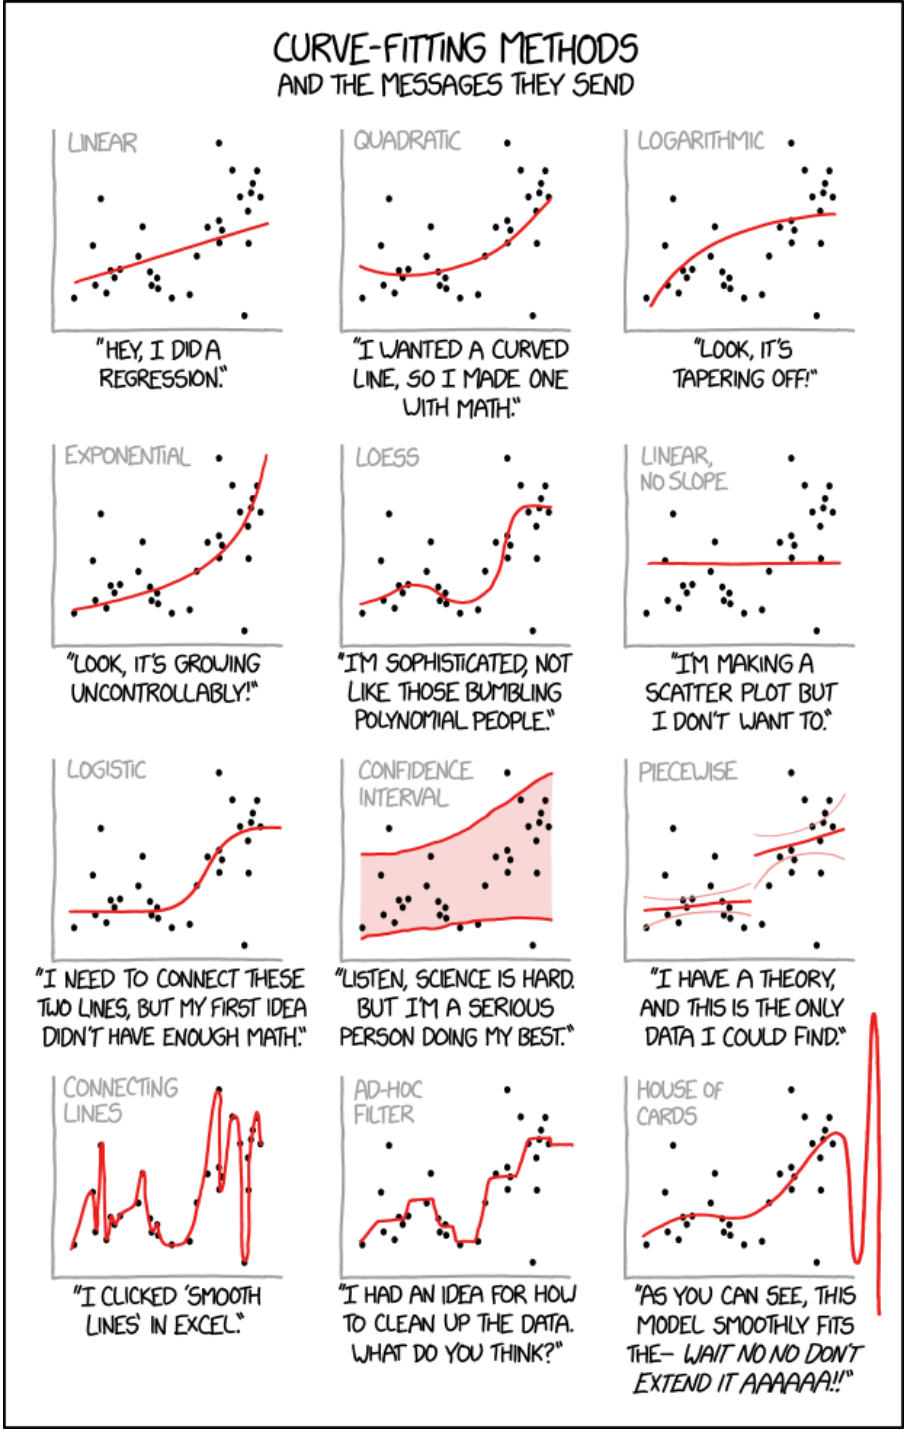 CURVE-FITTING METHODS
AND THE MESSAGES THEY SEND
LINEAR
"HEY, I DID A
REGRESSION."
QUADRATIC
"I WANTED A CURVED
LINE, SO I MADE ONE
WITH MATH."
LOGARITHMIC
"LOOK, IT'S
TAPERING OFF!"
EXPONENTIAL
"LOOK, IT'S GROWING
UNCONTROLLABLY!"
LOESS
"I'M SOPHISTICATED, NOT
LIKE THOSE BUMBLING
POLYNOMIAL PEOPLE."
LINEAR,
NO SLOPE
"I'M MAKING A
SCATTER PLOT BUT
I DON'T WANT TO."
LOGISTIC
"I NEED TO CONNECT THESE
TWO LINES, BUT MY FIRST IDEA
DIDN'T HAVE ENOUGH MATH."
CONFIDENCE
INTERVAL
"LISTEN, SCIENCE IS HARD.
BUT I'M A SERIOUS
PERSON DOING MY BEST."
PIECEWISE
"I HAVE A THEORY,
AND THIS IS THE ONLY
DATA I COULD FIND."
CONNECTING
LINES
"I CLICKED 'SMOOTH
LINES' IN EXCEL."
AD-HOC
FILTER
"I HAD AN IDEA FOR HOW
TO CLEAN UP THE DATA.
WHAT DO YOU THINK?"
HOUSE OF
CARDS
"AS YOU CAN SEE, THIS
MODEL SMOOTHLY FITS
THE- WAIT NO NO DON'T
EXTEND IT AAAAAA!!"